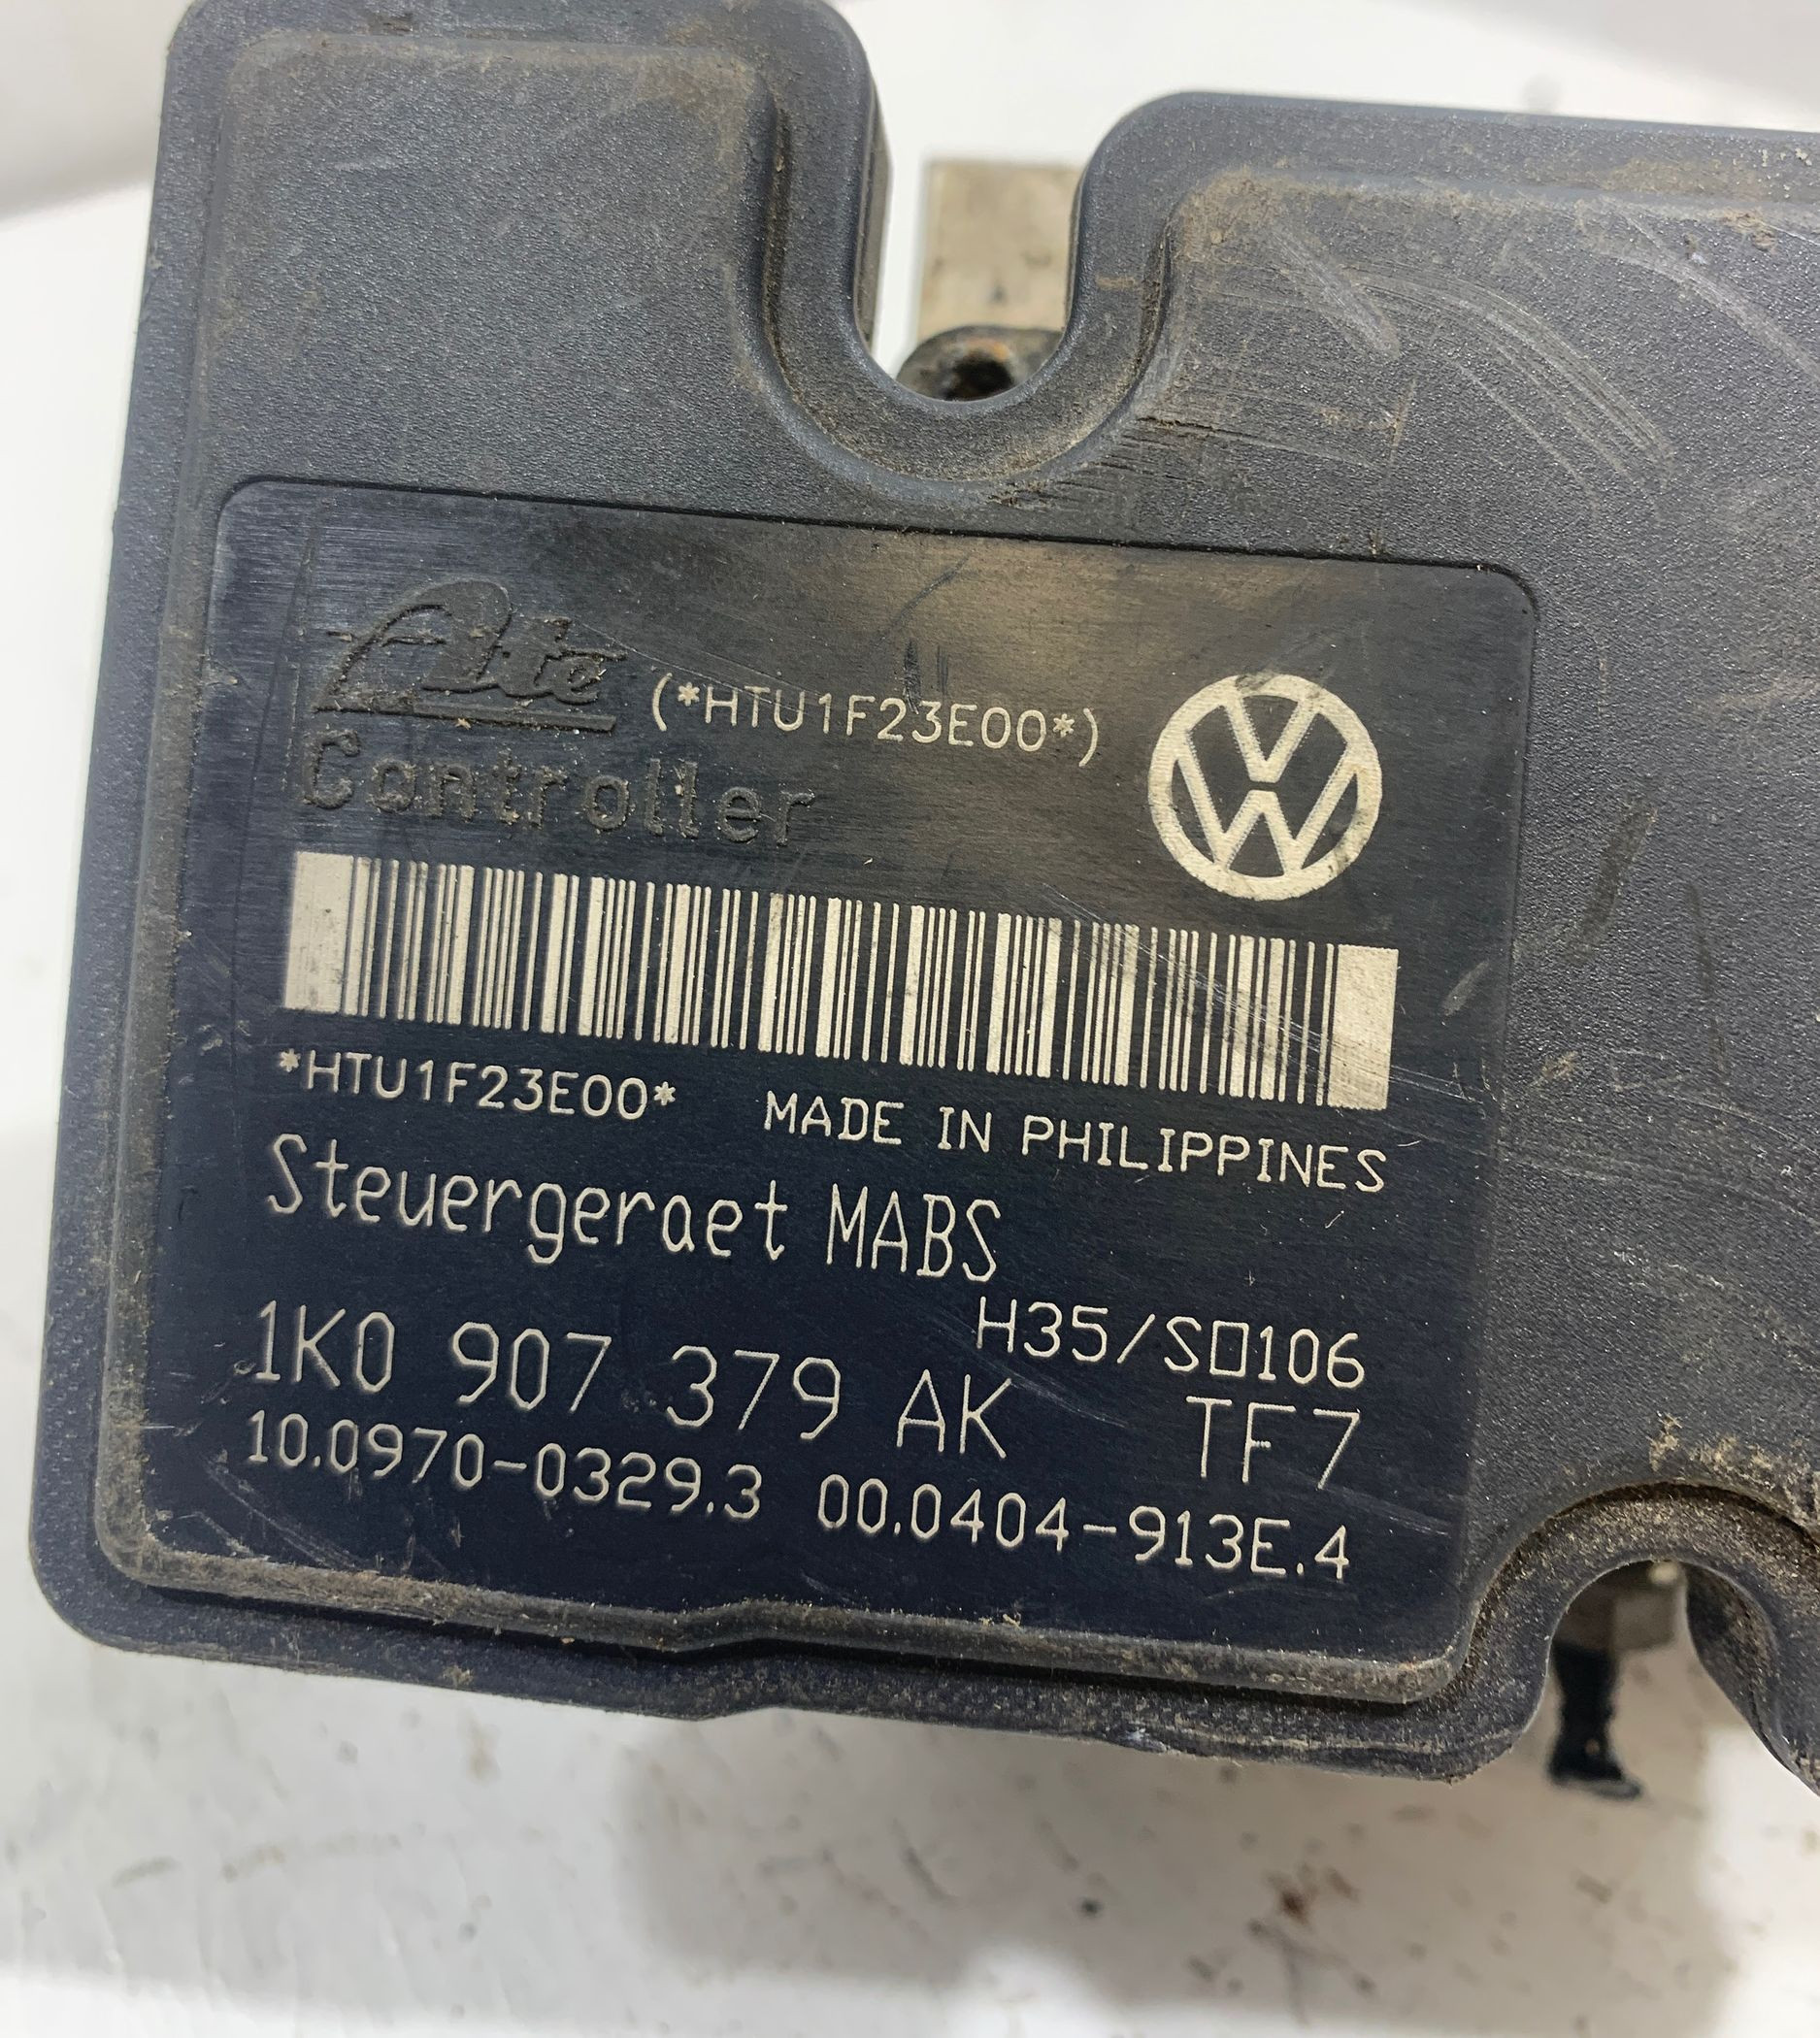 Ate (*HTU1F23E00*)
Controller
*HTU1F23E00* MADE IN PHILIPPINES
Steuergeraet MABS
H35/S□106
1K0 907 379 AK TF7
10.0970-0329.3 00.0404-913E.4